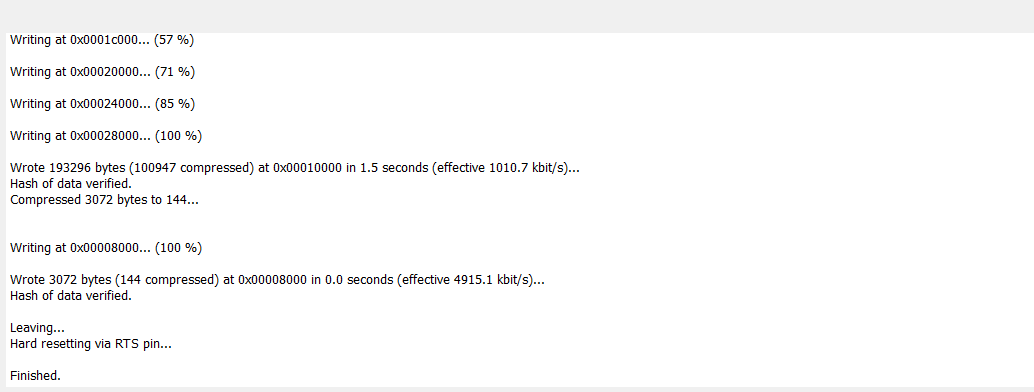 Writing at 0x0001c000... (57 %)
Writing at 0x00020000... (71 %)
Writing at 0x00024000... (85 %)
Writing at 0x00028000... (100 %)
Wrote 193296 bytes (100947 compressed) at 0x00010000 in 1.5 seconds (effective 1010.7 kbit/s)...
Hash of data verified.
Compressed 3072 bytes to 144...
Writing at 0x00008000... (100 %)
Wrote 3072 bytes (144 compressed) at 0x00008000 in 0.0 seconds (effective 4915.1 kbit/s)...
Hash of data verified.
Leaving...
Hard resetting via RTS pin...
Finished.